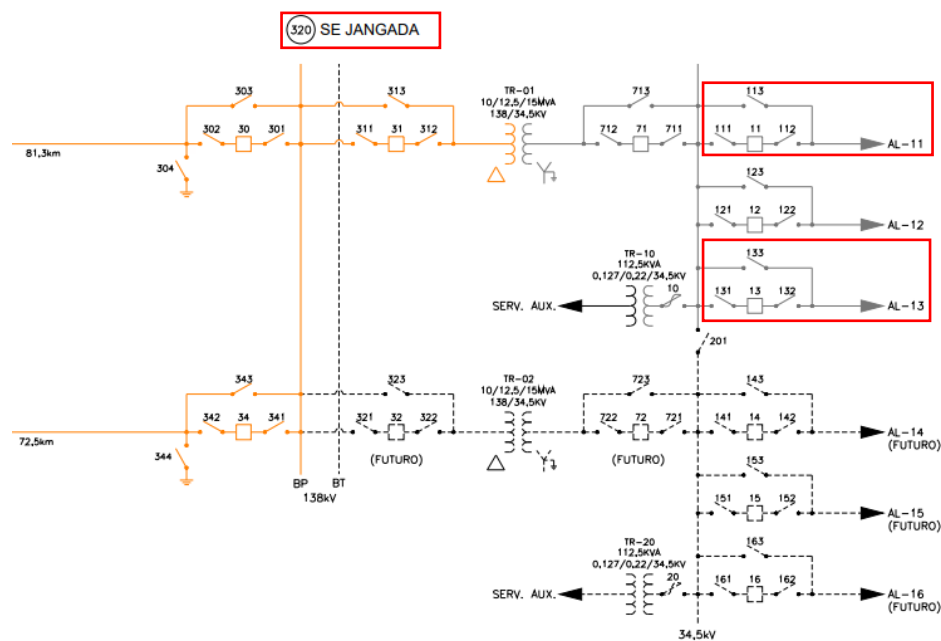 320 SE JANGADA
303
313
TR-01
10/12,5/15MVA
138/34,5KV
713
113
302 30 301
311 31 312
712 71 711
111 11 112
AL-11
81,3km
304
123
121 12 122
AL-12
TR-10
112,5KVA
0,127/0,22/34,5KV
133
SERV. AUX.
10
131 13 132
AL-13
201
343
323
TR-02
10/12,5/15MVA
138/34,5KV
723
143
342 34 341
321 32 322
722 72 721
141 14 142
AL-14
(FUTURO)
72,5km
(FUTURO)
(FUTURO)
344
153
BP BT
138kV
151 15 152
AL-15
(FUTURO)
TR-20
112,5KVA
0,127/0,22/34,5KV
163
SERV. AUX.
20
161 16 162
AL-16
(FUTURO)
34,5kV